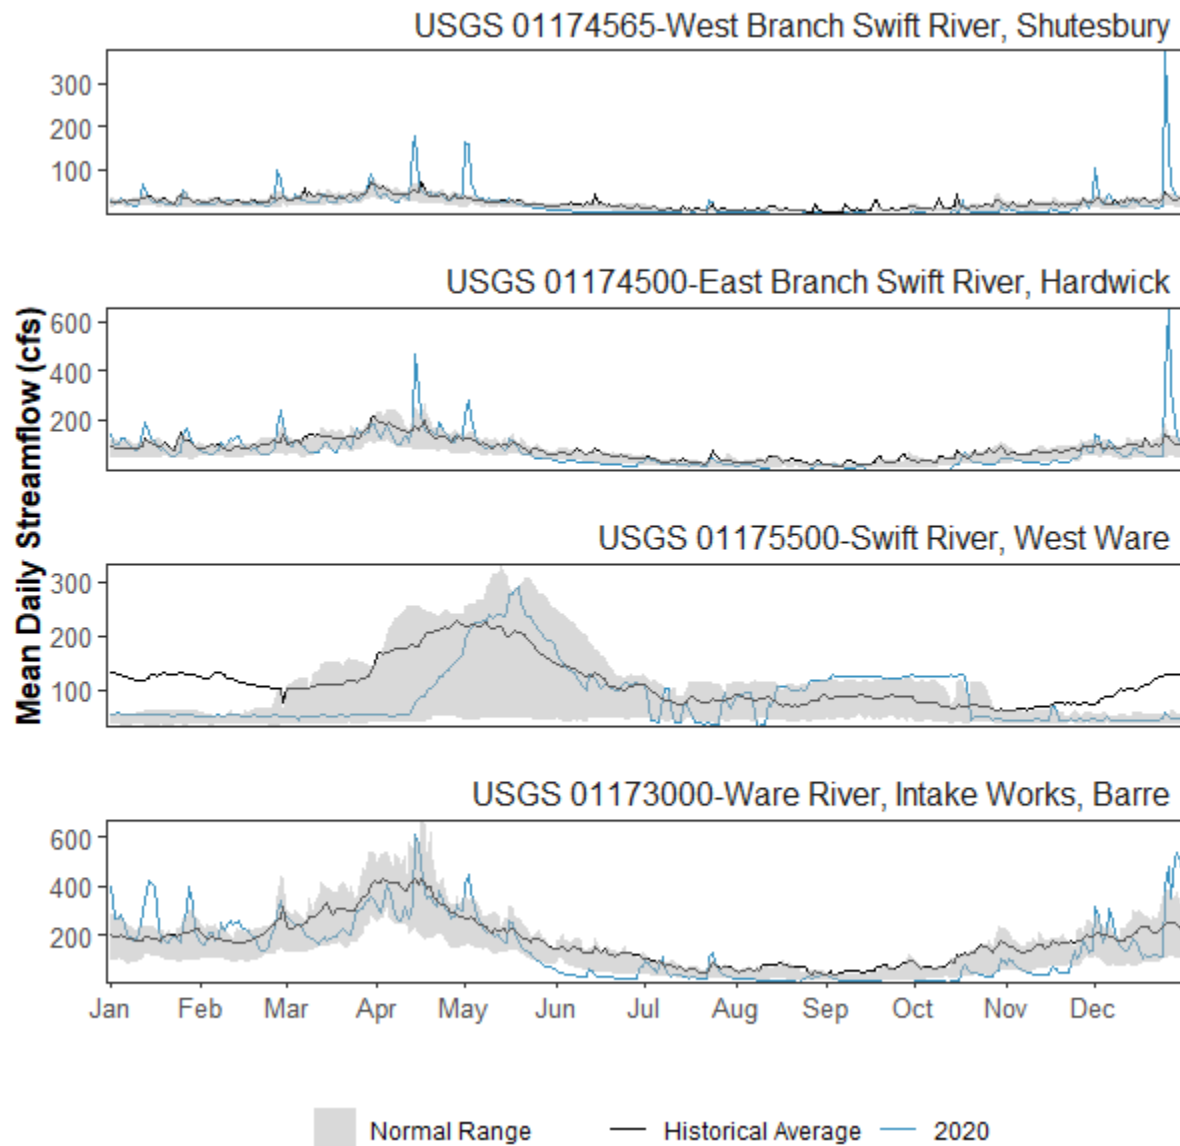 USGS 01174565-West Branch Swift River, Shutesbury
300
200
100
USGS 01174500-East Branch Swift River, Hardwick
600
400
200
Mean Daily Streamflow (cfs)
USGS 01175500-Swift River, West Ware
300
200
100
USGS 01173000-Ware River, Intake Works, Barre
600
400
200
Jan Feb Mar Apr May Jun Jul Aug Sep Oct Nov Dec
Normal Range Historical Average 2020